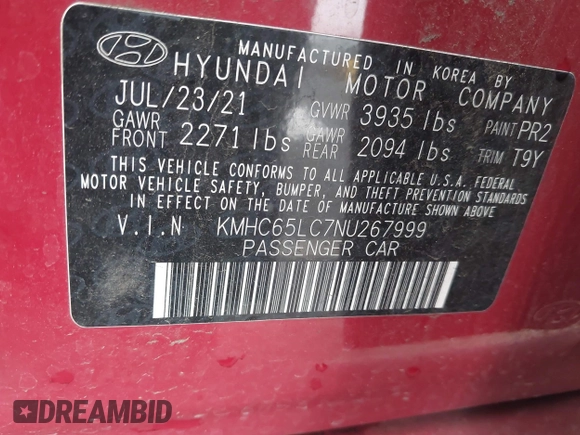 MANUFACTURED IN KOREA BY
HYUNDAI MOTOR COMPANY
JUL/23/21 GVWR 3935 lbs PAINT PR2
GAWR FRONT 2271 lbs GAWR REAR 2094 lbs TRIM T9Y
THIS VEHICLE CONFORMS TO ALL APPLICABLE U.S.A. FEDERAL
MOTOR VEHICLE SAFETY, BUMPER, AND THEFT PREVENTION STANDARDS
IN EFFECT ON THE DATE OF MANUFACTURE SHOWN ABOVE
V.I.N KMHC65LC7NU267999
PASSENGER CAR
DREAMBID